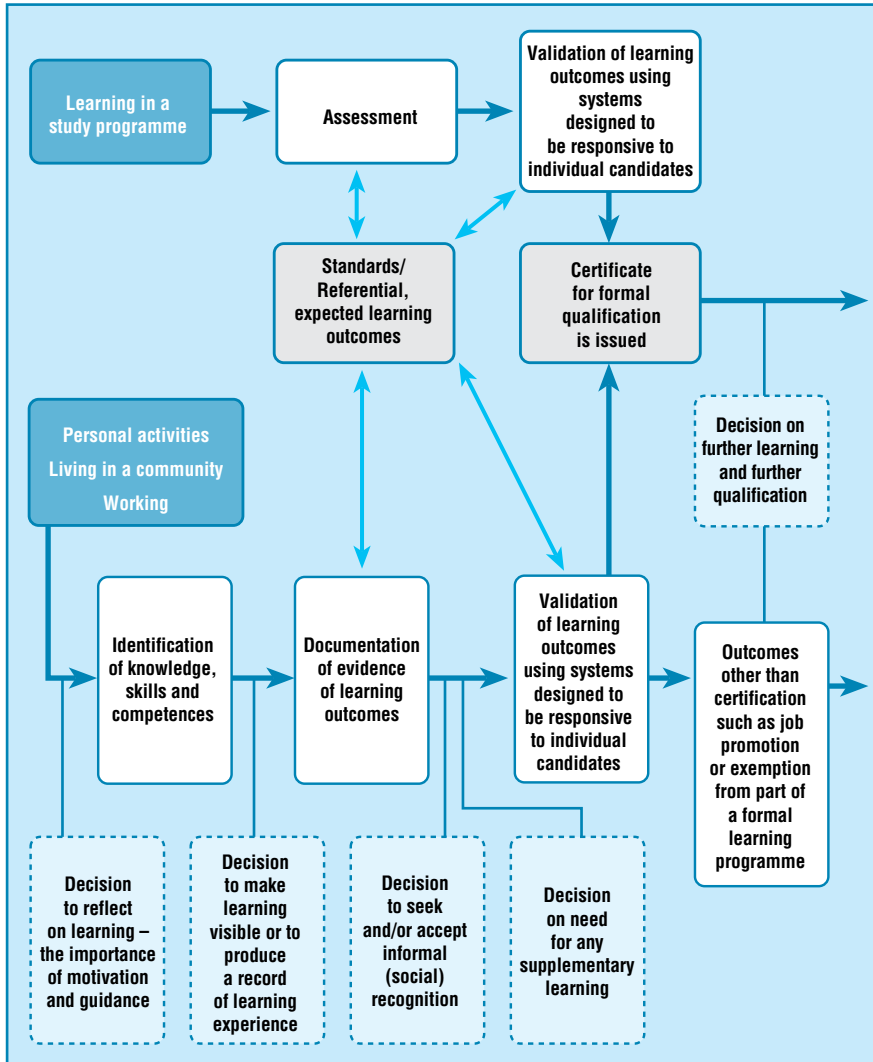 Learning in a
study programme
Assessment
Validation of learning
outcomes using
systems
designed to
be responsive to
individual candidates
Standards/
Referential,
expected learning
outcomes
Certificate
for formal
qualification
is issued
Personal activities
Living in a community
Working
Decision on
further learning
and further
qualification
Identification
of knowledge,
skills and
competences
Documentation
of evidence
of learning
outcomes
Validation
of learning
outcomes
using systems
designed to
be responsive
to individual
candidates
Outcomes
other than
certification
such as job
promotion
or exemption
from part of
a formal
learning
programme
Decision
to reflect
on learning –
the importance
of motivation
and guidance
Decision
to make
learning
visible or to
produce
a record
of learning
experience
Decision
to seek
and/or accept
informal
(social)
recognition
Decision
on need
for any
supplementary
learning